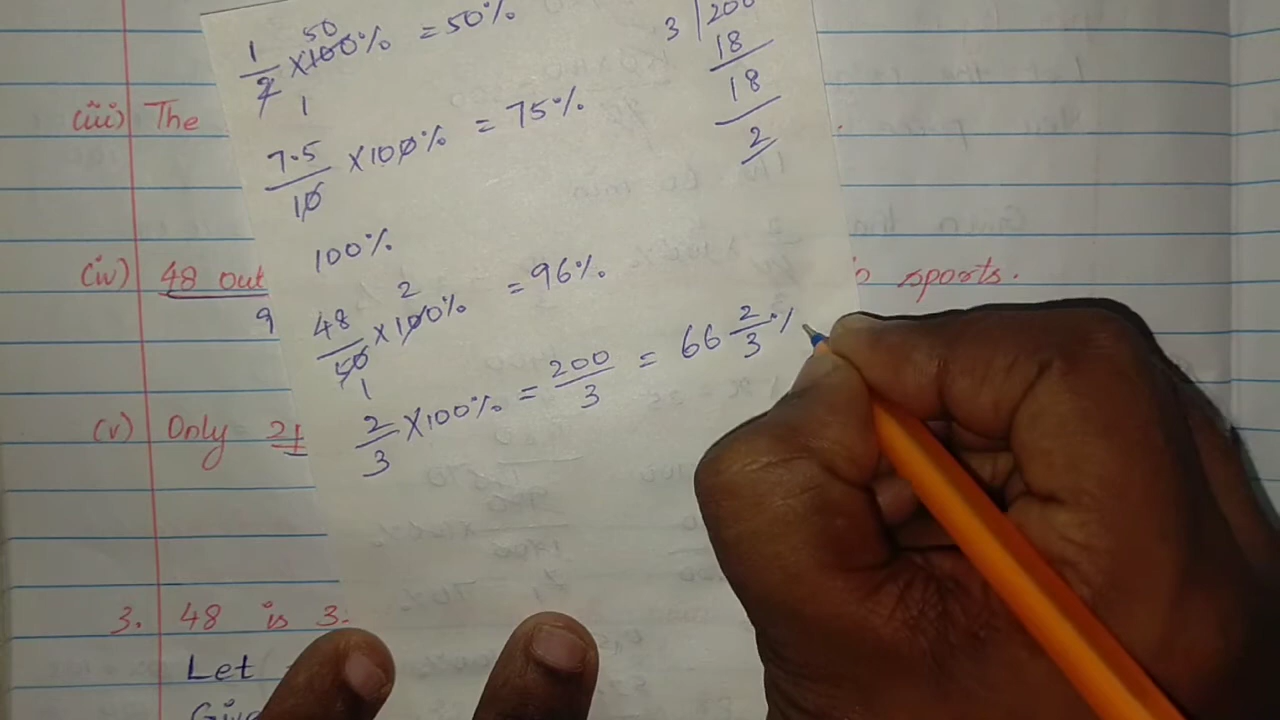 1/2 × 100% = 50%
50
1
7.5/10 × 100% = 75%
100%
48/50 × 100% = 96%
2
1
2/3 × 100% = 200/3 = 66 2/3 %
3 | 200
18
18
2
(iii) The
(iv) 48 out sports.
9
(v) Only
3. 48 is 3
Let